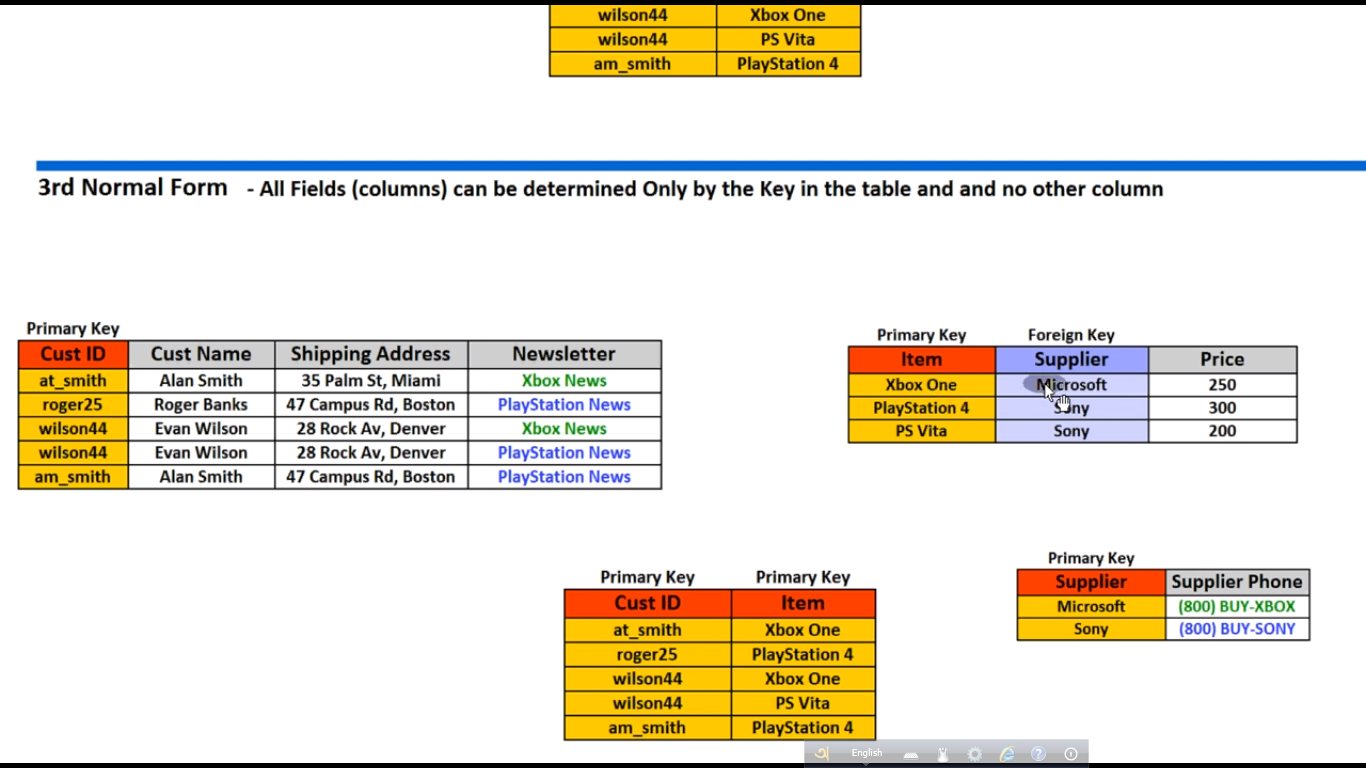 wilson44 Xbox One
wilson44 PS Vita
am_smith PlayStation 4
3rd Normal Form - All Fields (columns) can be determined Only by the Key in the table and and no other column
Primary Key
Cust ID Cust Name Shipping Address Newsletter
at_smith Alan Smith 35 Palm St, Miami Xbox News
roger25 Roger Banks 47 Campus Rd, Boston PlayStation News
wilson44 Evan Wilson 28 Rock Av, Denver Xbox News
wilson44 Evan Wilson 28 Rock Av, Denver PlayStation News
am_smith Alan Smith 47 Campus Rd, Boston PlayStation News
Primary Key Foreign Key
Item Supplier Price
Xbox One Microsoft 250
PlayStation 4 Sony 300
PS Vita Sony 200
Primary Key Primary Key
Cust ID Item
at_smith Xbox One
roger25 PlayStation 4
wilson44 Xbox One
wilson44 PS Vita
am_smith PlayStation 4
Primary Key
Supplier Supplier Phone
Microsoft (800) BUY-XBOX
Sony (800) BUY-SONY
English